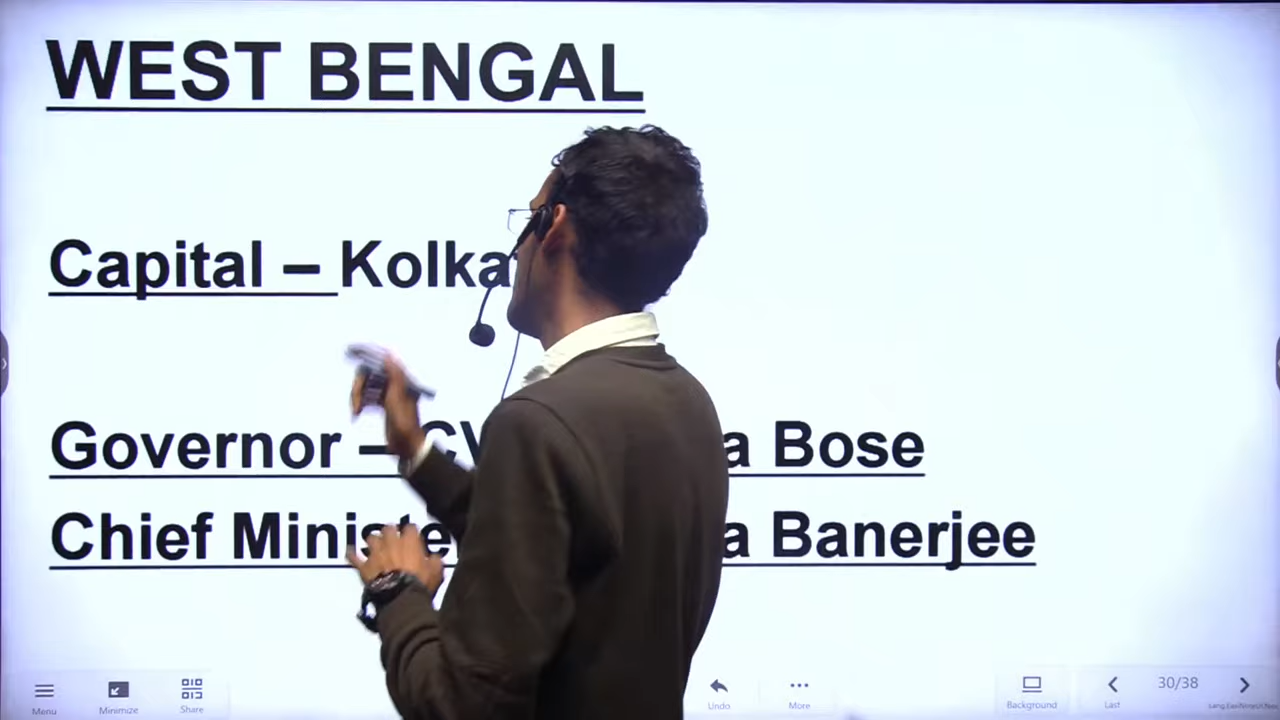 WEST BENGAL
Capital – Kolka
Governor – CV a Bose
Chief Ministe a Banerjee
Menu
Minimize
Share
Undo
More
Background
Last
30/38